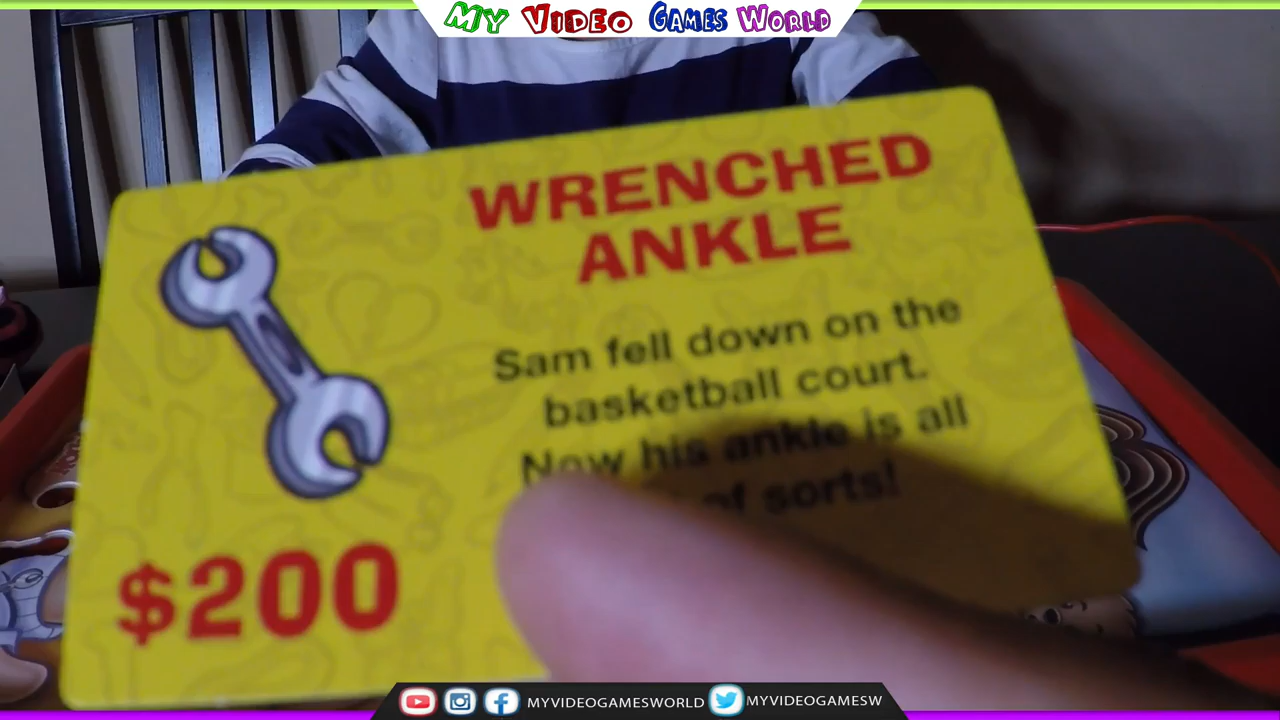 MY VIDEO GAMES WORLD
WRENCHED
ANKLE
Sam fell down on the
basketball court.
Now his ankle is all
of sorts!
$200
MYVIDEOGAMESWORLD
MYVIDEOGAMESW